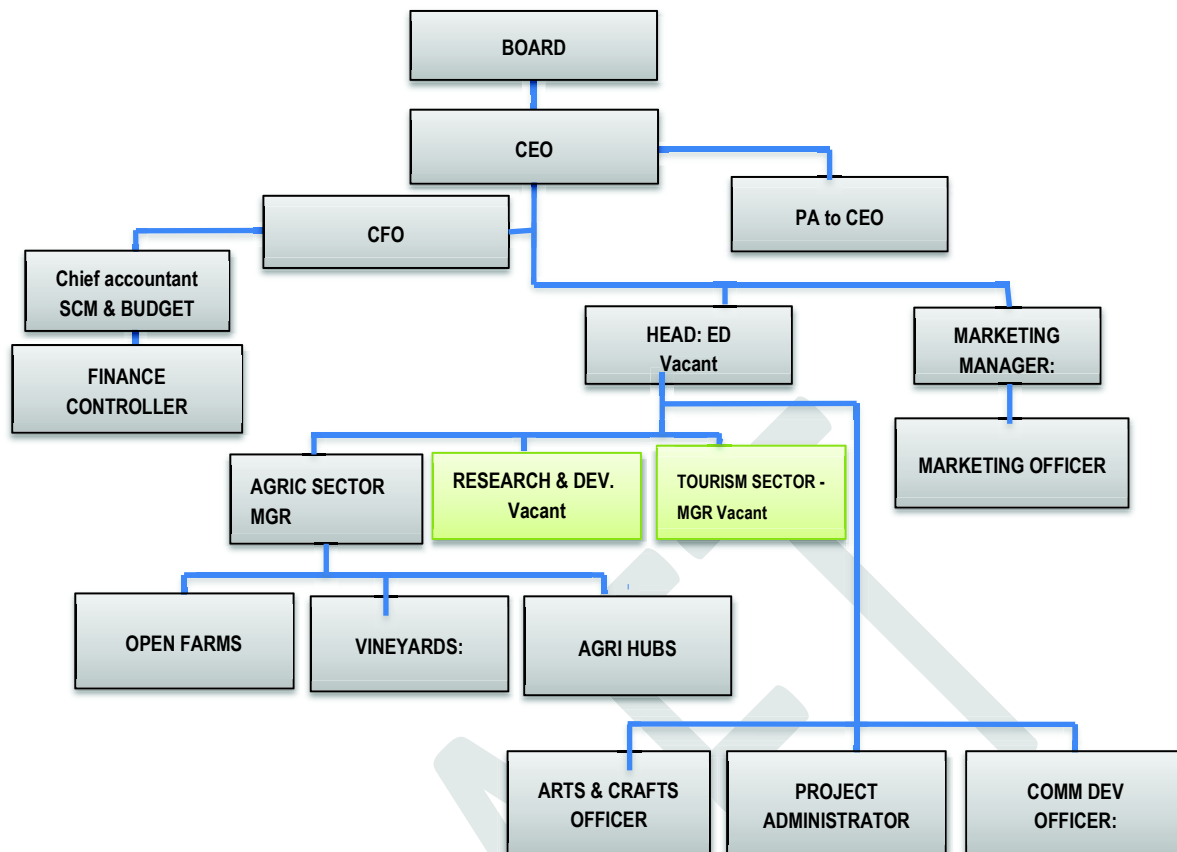 BOARD
CEO
PA to CEO
CFO
Chief accountant
SCM & BUDGET
HEAD: ED
Vacant
MARKETING
MANAGER:
FINANCE
CONTROLLER
MARKETING OFFICER
AGRIC SECTOR
MGR
RESEARCH & DEV.
Vacant
TOURISM SECTOR -
MGR Vacant
OPEN FARMS
VINEYARDS:
AGRI HUBS
ARTS & CRAFTS
OFFICER
PROJECT
ADMINISTRATOR
COMM DEV
OFFICER: